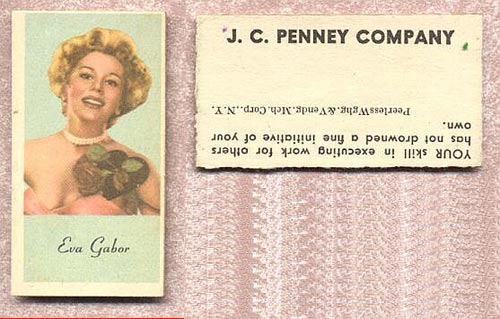 Eva Gabor
J. C. PENNEY COMPANY
Peerless Wghg. & Vendg. Mch. Corp., N. Y.
YOUR skill in executing work for others
has not drowned a fine initiative of your
own.